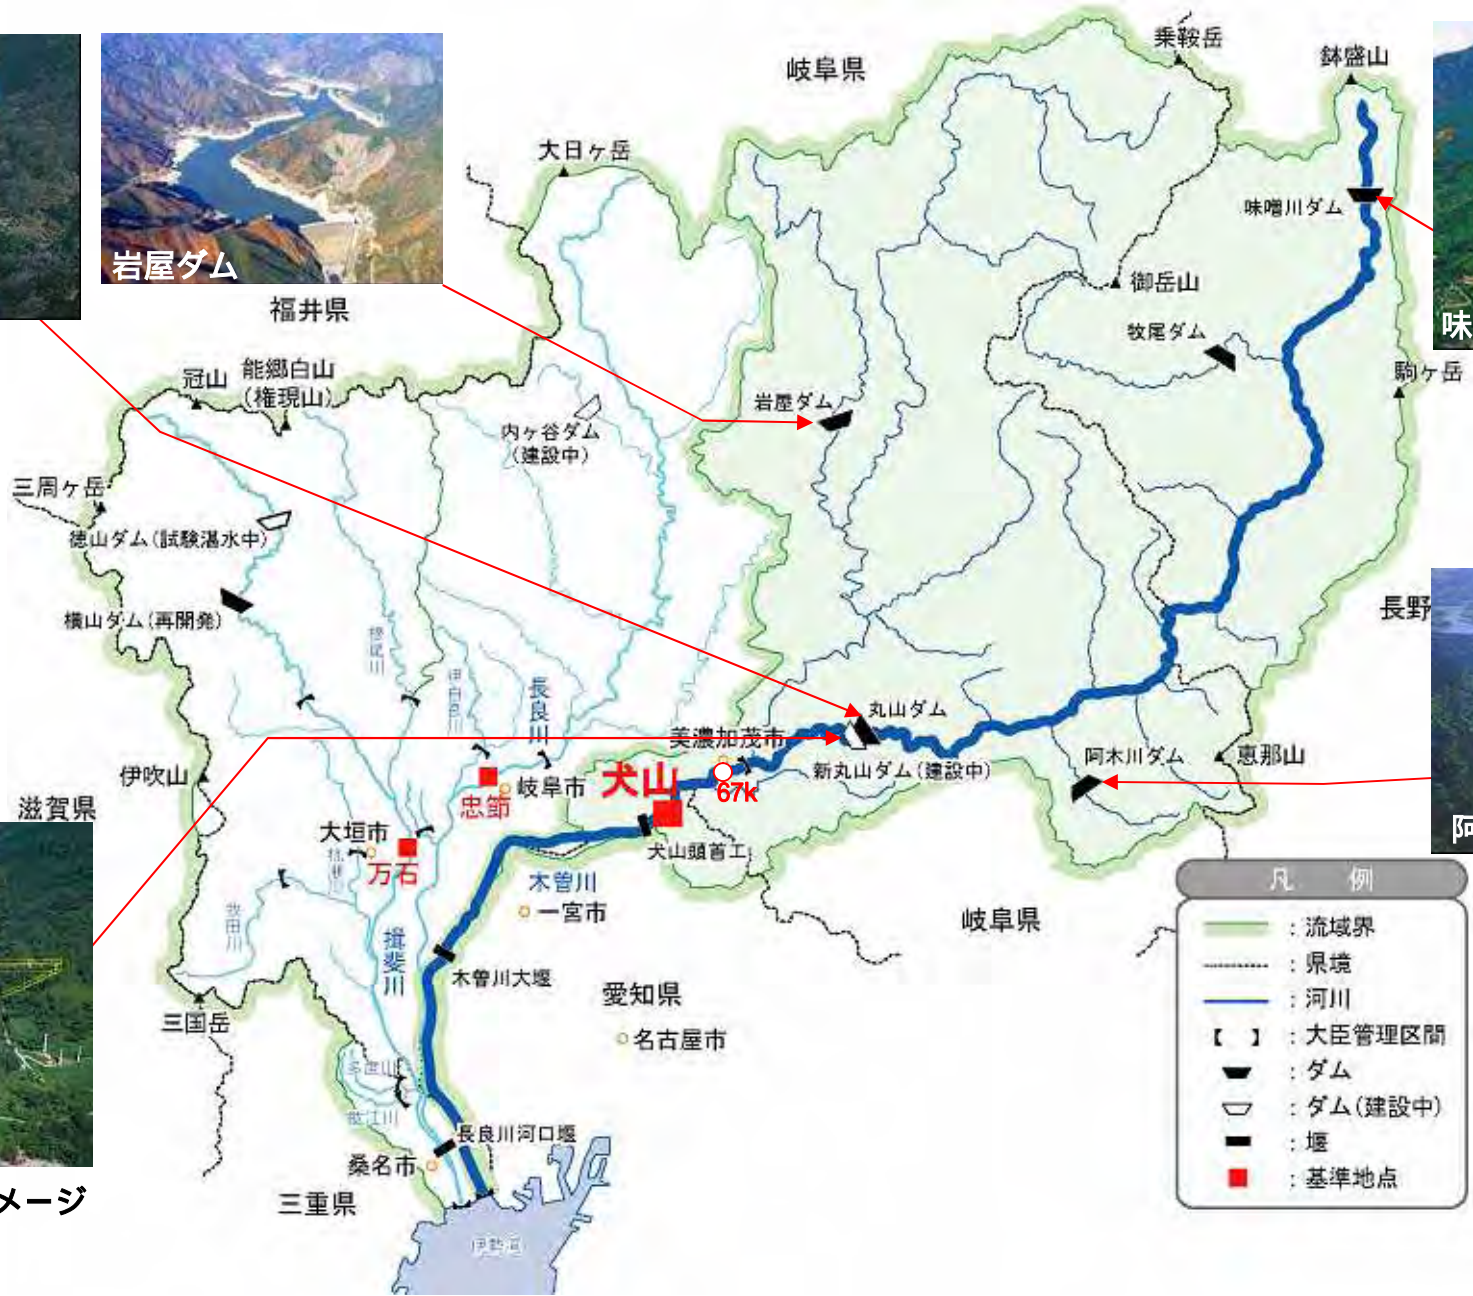 乗鞍岳
鉢盛山
岐阜県
大日ヶ岳
味噌川ダム
岩屋ダム
御岳山
福井県
味
牧尾ダム
駒ヶ岳
能郷白山
(権現山)
冠山
岩屋ダム
内ヶ谷ダム
(建設中)
三周ヶ岳
徳山ダム(試験湛水中)
長野
横山ダム(再開発)
根尾川
伊自良川
長良川
丸山ダム
美濃加茂市
新丸山ダム(建設中)
阿木川ダム
恵那山
伊吹山
滋賀県
犬山
67k
岐阜市
忠節
大垣市
万石
阿
犬山頭首工
木曽川
一宮市
牧田川
揖斐川
木曽川大堰
愛知県
名古屋市
岐阜県
三国岳
多度山
長良川河口堰
桑名市
三重県
メージ
伊勢湾
凡 例
：流域界
：県境
：河川
【 】：大臣管理区間
：ダム
：ダム(建設中)
：堰
：基準地点